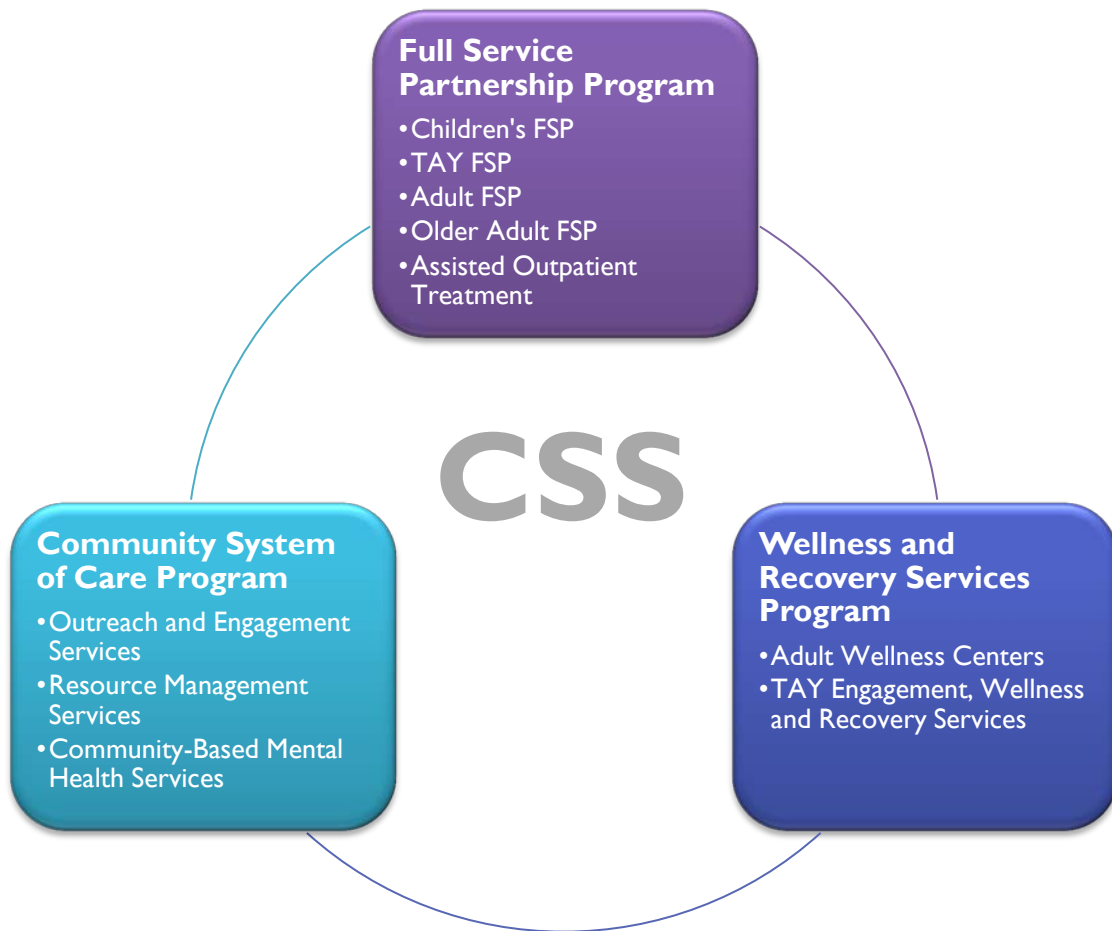 Full Service
Partnership Program
•Children's FSP
•TAY FSP
•Adult FSP
•Older Adult FSP
•Assisted Outpatient
Treatment
CSS
Community System
of Care Program
•Outreach and Engagement
Services
•Resource Management
Services
•Community-Based Mental
Health Services
Wellness and
Recovery Services
Program
•Adult Wellness Centers
•TAY Engagement, Wellness
and Recovery Services